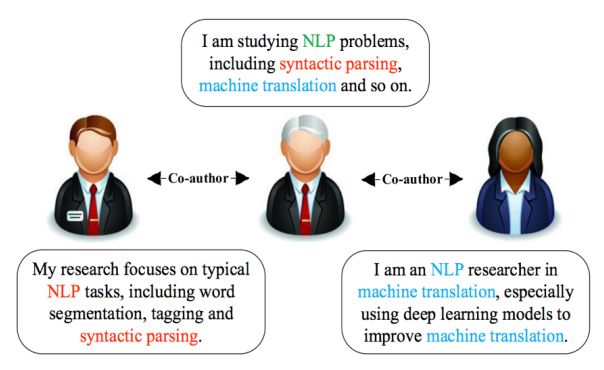 I am studying NLP problems,
including syntactic parsing,
machine translation and so on.
Co-author
Co-author
My research focuses on typical
NLP tasks, including word
segmentation, tagging and
syntactic parsing.
I am an NLP researcher in
machine translation, especially
using deep learning models to
improve machine translation.